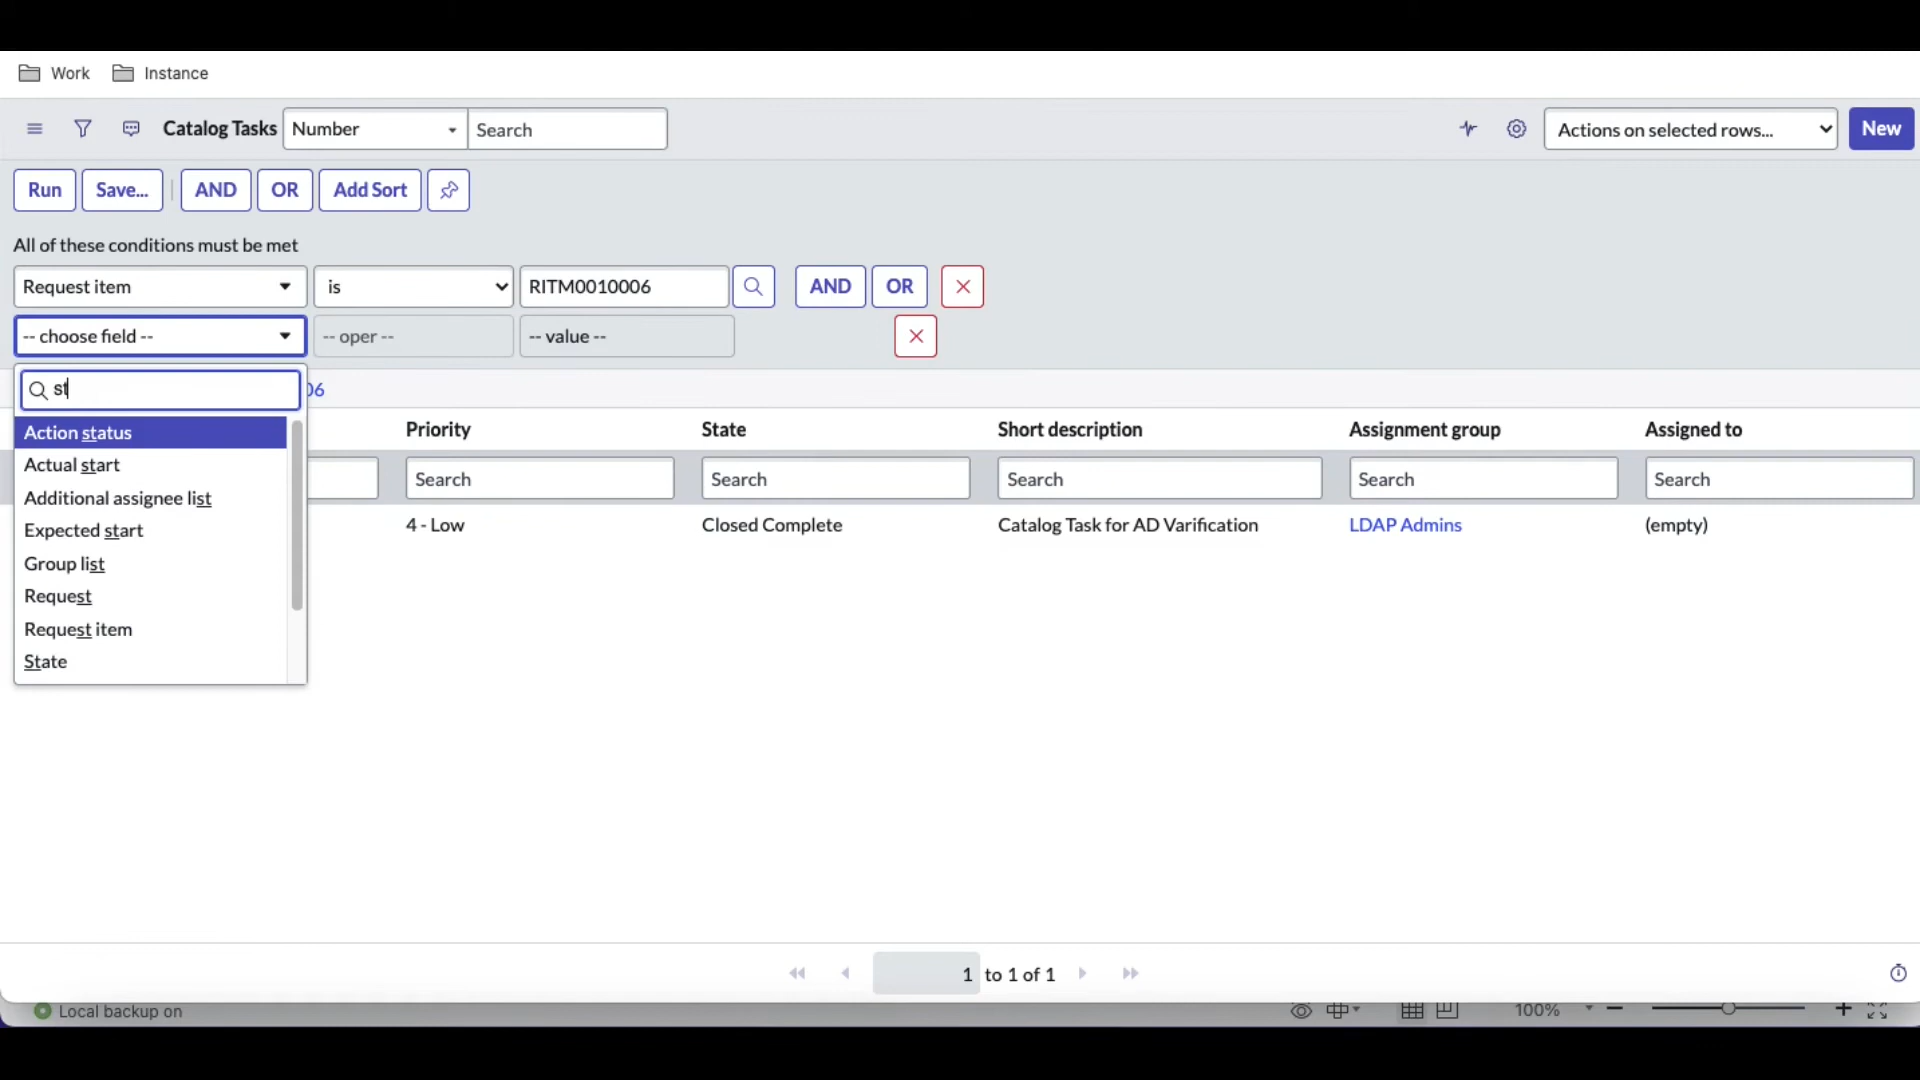 Work Instance
Catalog Tasks Number Search Actions on selected rows... New
Run Save... AND OR Add Sort
All of these conditions must be met
Request item is RITM0010006 AND OR
-- choose field -- -- oper -- -- value --
st 06
Priority State Short description Assignment group Assigned to
Search Search Search Search Search
4 - Low Closed Complete Catalog Task for AD Varification LDAP Admins (empty)
Action status
Actual start
Additional assignee list
Expected start
Group list
Request
Request item
State
1 to 1 of 1
Local backup on 100%